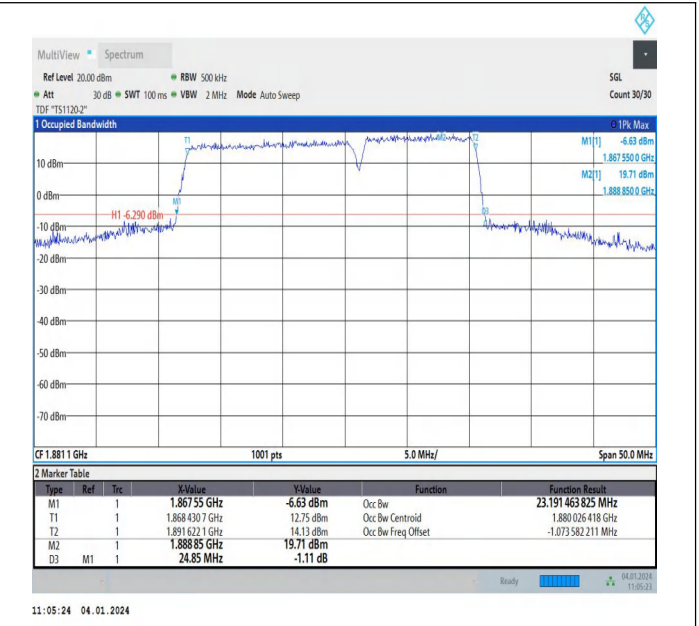 MultiView Spectrum
Ref Level 20.00 dBm RBW 500 kHz SGL
Att 30 dB SWT 100 ms VBW 2 MHz Mode Auto Sweep Count 30/30
TDF "TS1120-2"
1 Occupied Bandwidth 1Pk Max
M1[1] -6.63 dBm
1.867 550 0 GHz
M2[1] 19.71 dBm
1.888 850 0 GHz
T1 M2 T2
10 dBm
0 dBm
M1
H1 -6.290 dBm D3
-10 dBm
-20 dBm
-30 dBm
-40 dBm
-50 dBm
-60 dBm
-70 dBm
CF 1.8811 GHz 1001 pts 5.0 MHz/ Span 50.0 MHz
2 Marker Table
Type Ref Trc X-Value Y-Value Function Function Result
M1 1 1.867 55 GHz -6.63 dBm Occ Bw 23.191 463 825 MHz
T1 1 1.868 430 7 GHz 12.75 dBm Occ Bw Centroid 1.880 026 418 GHz
T2 1 1.891 622 1 GHz 14.13 dBm Occ Bw Freq Offset -1.073 582 211 MHz
M2 1 1.888 85 GHz 19.71 dBm
D3 M1 1 24.85 MHz -1.11 dB
Ready 04.01.2024
11:05:23
11:05:24 04.01.2024